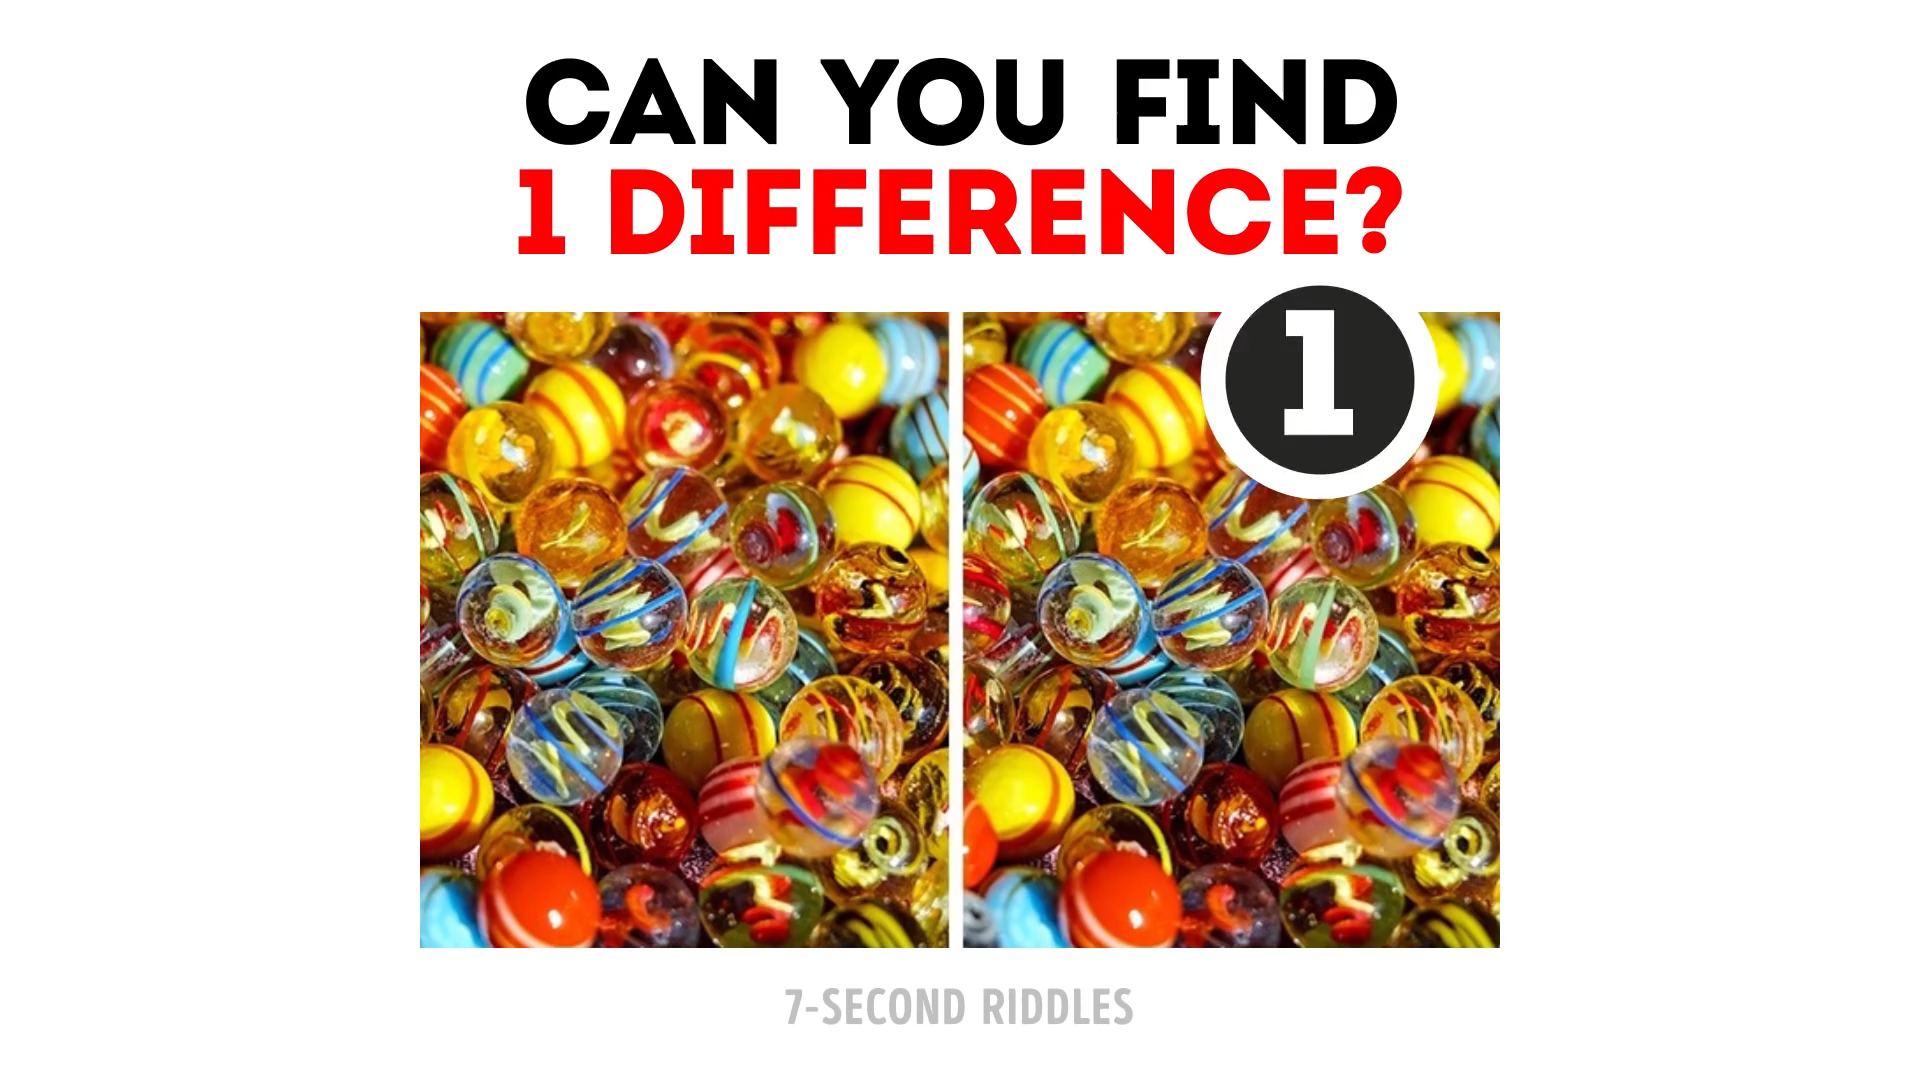 CAN YOU FIND
1 DIFFERENCE?
1
7-SECOND RIDDLES